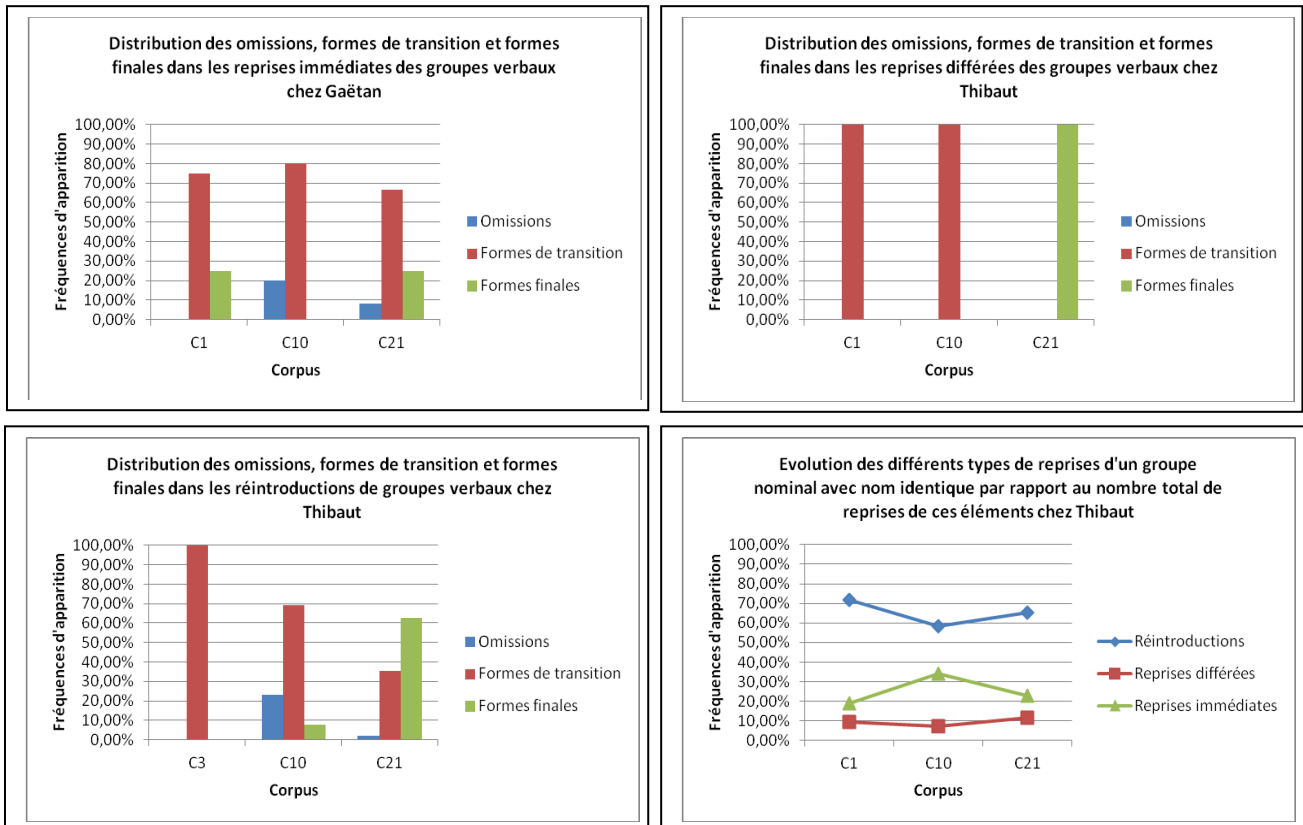 Distribution des omissions, formes de transition et formes
finales dans les reprises immédiates des groupes verbaux
chez Gaëtan
Fréquences d'apparition
100,00%
90,00%
80,00%
70,00%
60,00%
50,00%
40,00%
30,00%
20,00%
10,00%
0,00%
C1 C10 C21
Corpus
Omissions
Formes de transition
Formes finales
Distribution des omissions, formes de transition et formes
finales dans les reprises différées des groupes verbaux chez
Thibaut
Fréquences d'apparition
100,00%
90,00%
80,00%
70,00%
60,00%
50,00%
40,00%
30,00%
20,00%
10,00%
0,00%
C1 C10 C21
Corpus
Omissions
Formes de transition
Formes finales
Distribution des omissions, formes de transition et formes
finales dans les réintroductions de groupes verbaux chez
Thibaut
Fréquences d'apparition
100,00%
90,00%
80,00%
70,00%
60,00%
50,00%
40,00%
30,00%
20,00%
10,00%
0,00%
C3 C10 C21
Corpus
Omissions
Formes de transition
Formes finales
Evolution des différents types de reprises d'un groupe
nominal avec nom identique par rapport au nombre total de
reprises de ces éléments chez Thibaut
Fréquences d'apparition
100,00%
90,00%
80,00%
70,00%
60,00%
50,00%
40,00%
30,00%
20,00%
10,00%
0,00%
C1 C10 C21
Corpus
Réintroductions
Reprises différées
Reprises immédiates